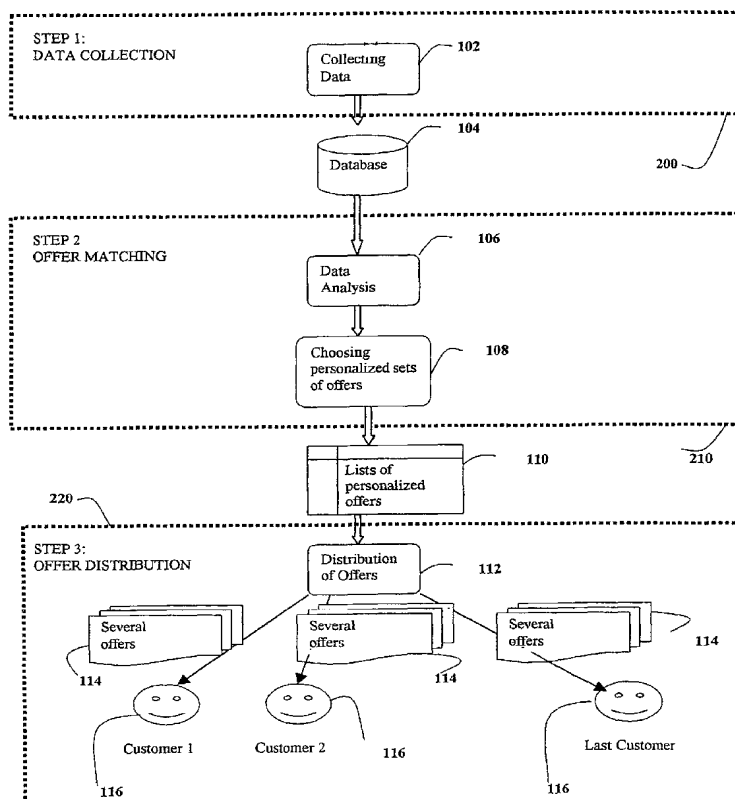 STEP 1:
DATA COLLECTION
Collecting
Data
102
104
Database
200
STEP 2
OFFER MATCHING
106
Data
Analysis
Choosing
personalized sets
of offers
108
110
210
Lists of
personalized
offers
220
STEP 3:
OFFER DISTRIBUTION
Distribution
of Offers
112
Several
offers
Several
offers
Several
offers
114
114
114
Customer 1
Customer 2
116
Last Customer
116
116